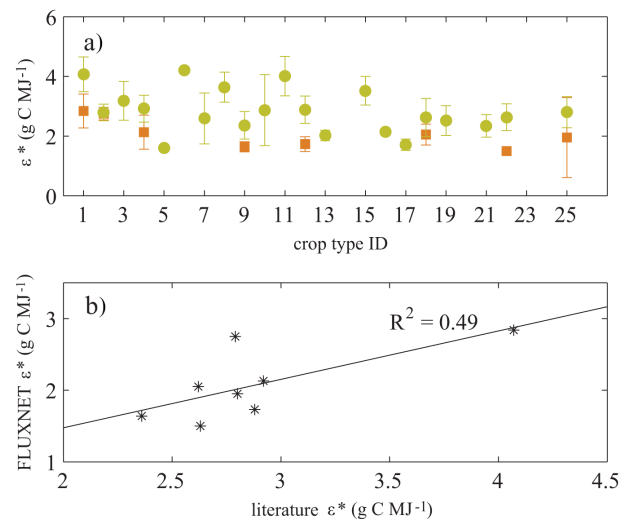 a)
ε* (g C MJ⁻¹)
6
4
2
0
1 3 5 7 9 11 13 15 17 19 21 23 25
crop type ID
b)
R² = 0.49
FLUXNET ε* (g C MJ⁻¹)
3
2
1
2 2.5 3 3.5 4 4.5
literature ε* (g C MJ⁻¹)